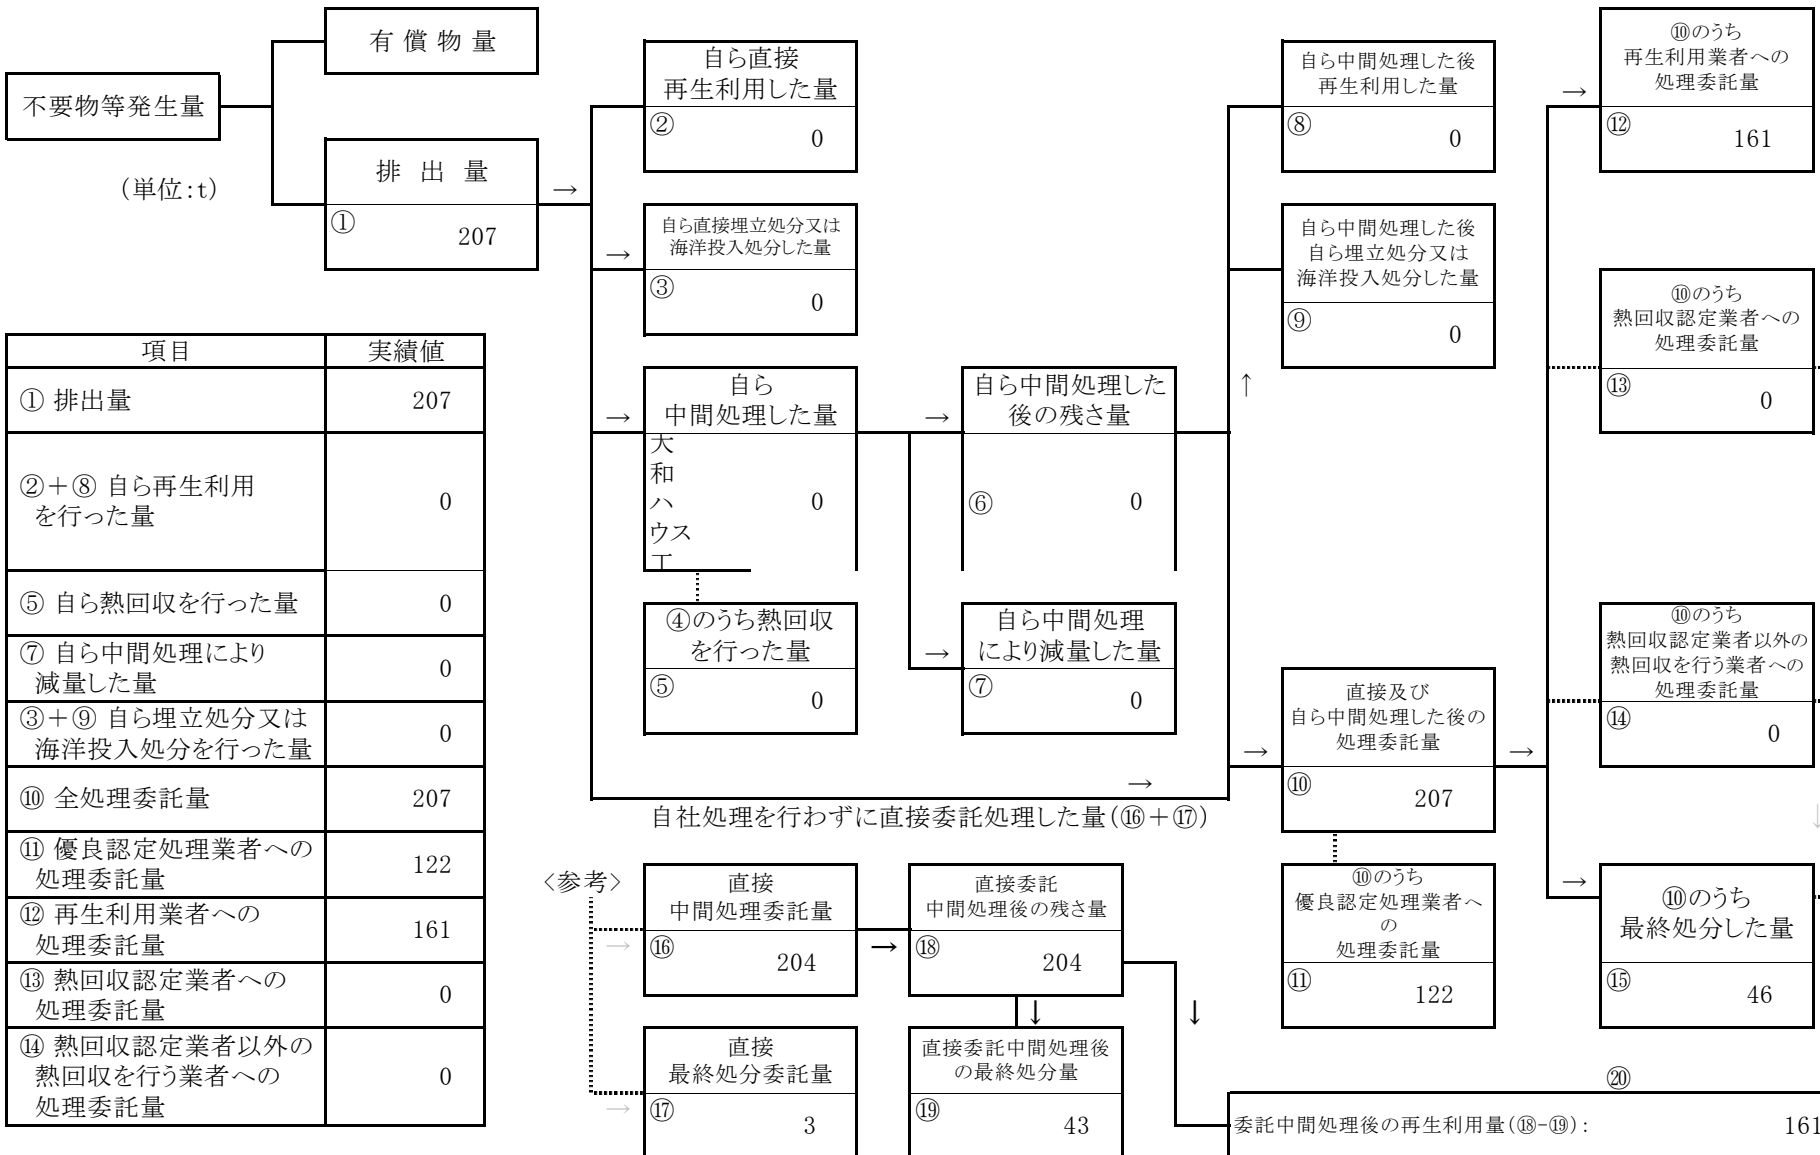 有 償 物 量
不要物等発生量
(単位:t)
排 出 量
①
207
→
自ら直接
再生利用した量
②
0
→
自ら直接埋立処分又は
海洋投入処分した量
③
0
→
自ら
中間処理した量
大
和
ハ
ウス
工
0
④のうち熱回収
を行った量
⑤
0
→
自ら中間処理した
後の残さ量
⑥
0
→
自ら中間処理
により減量した量
⑦
0
自ら中間処理した後
再生利用した量
⑧
0
自ら中間処理した後
自ら埋立処分又は
海洋投入処分した量
⑨
0
↑
→
自社処理を行わずに直接委託処理した量(⑯+⑰)
→
直接及び
自ら中間処理した後の
処理委託量
⑩
207
→
⑩のうち
優良認定処理業者へ
の
処理委託量
⑪
122
→
⑩のうち
再生利用業者への
処理委託量
⑫
161
⑩のうち
熱回収認定業者への
処理委託量
⑬
0
⑩のうち
熱回収認定業者以外の
熱回収を行う業者への
処理委託量
⑭
0
↓
→
⑩のうち
最終処分した量
⑮
46
項目 実績値
① 排出量 207
②+⑧ 自ら再生利用
を行った量
0
⑤ 自ら熱回収を行った量 0
⑦ 自ら中間処理により
減量した量
0
③+⑨ 自ら埋立処分又は
海洋投入処分を行った量
0
⑩ 全処理委託量 207
⑪ 優良認定処理業者への
処理委託量
122
⑫ 再生利用業者への
処理委託量
161
⑬ 熱回収認定業者への
処理委託量
0
⑭ 熱回収認定業者以外の
熱回収を行う業者への
処理委託量
0
〈参考〉
→
直接
中間処理委託量
⑯
204
→
直接委託
中間処理後の残さ量
⑱
204
↓
↓
→
直接
最終処分委託量
⑰
3
直接委託中間処理後
の最終処分量
⑲
43
⑳
委託中間処理後の再生利用量(⑱-⑲): 161